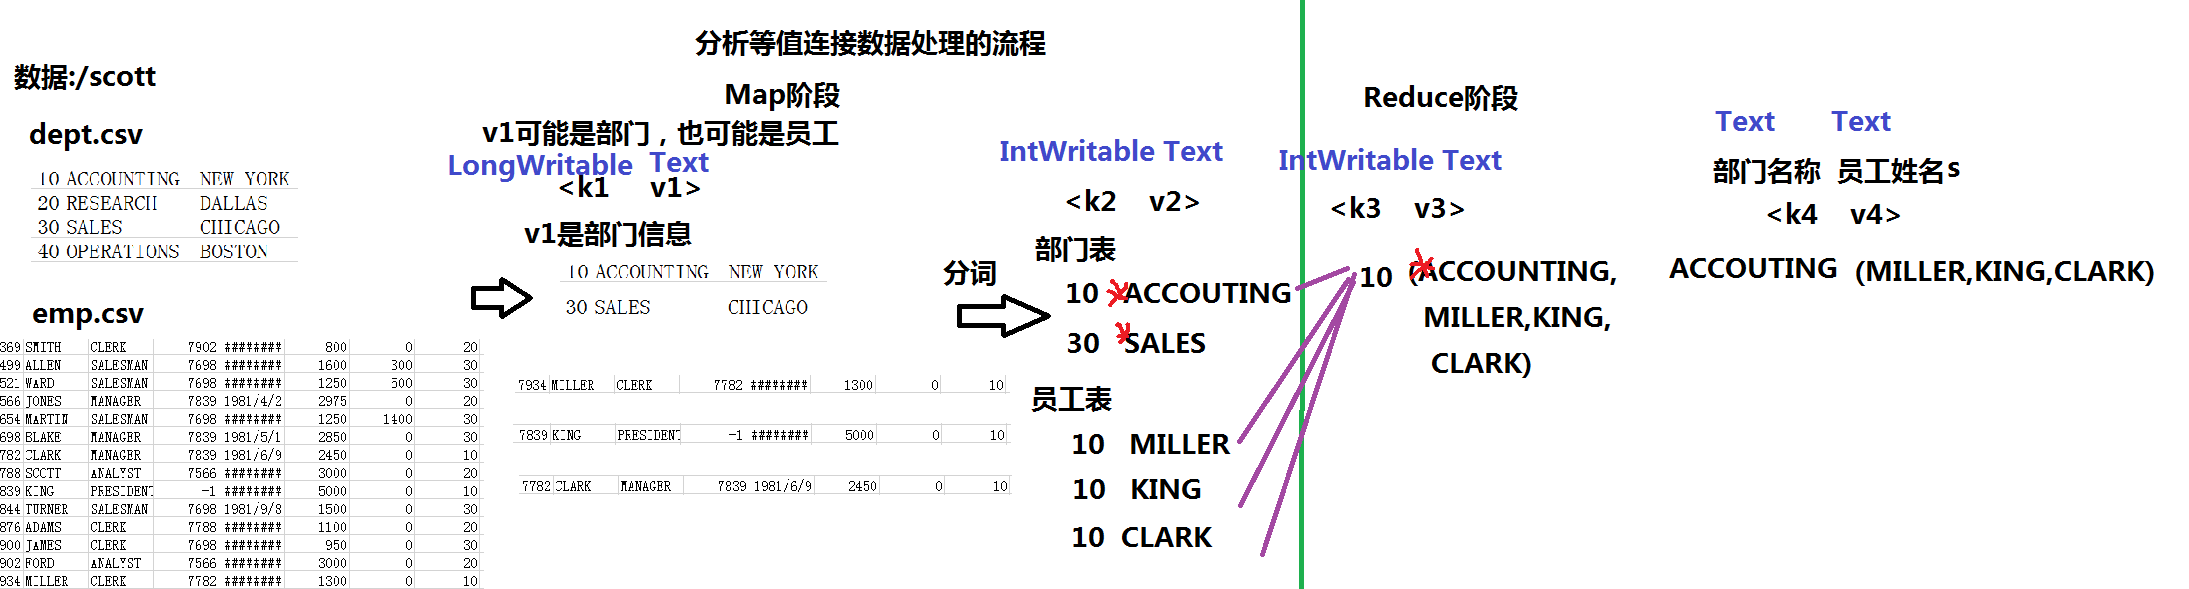 分析等值连接数据处理的流程
数据:/scott
dept.csv
10 ACCOUNTING NEW YORK
20 RESEARCH DALLAS
30 SALES CHICAGO
40 OPERATIONS BOSTON
emp.csv
369 SMITH CLERK 7902 ######## 800 0 20
499 ALLEN SALESMAN 7698 ######## 1600 300 30
521 WARD SALESMAN 7698 ######## 1250 500 30
566 JONES MANAGER 7839 1981/4/2 2975 0 20
654 MARTIN SALESMAN 7698 ######## 1250 1400 30
698 BLAKE MANAGER 7839 1981/5/1 2850 0 30
782 CLARK MANAGER 7839 1981/6/9 2450 0 10
788 SCOTT ANALYST 7566 ######## 3000 0 20
839 KING PRESIDENT -1 ######## 5000 0 10
844 TURNER SALESMAN 7698 1981/9/8 1500 0 30
876 ADAMS CLERK 7788 ######## 1100 0 20
900 JAMES CLERK 7698 ######## 950 0 30
902 FORD ANALYST 7566 ######## 3000 0 20
934 MILLER CLERK 7782 ######## 1300 0 10
Map阶段
v1可能是部门，也可能是员工
LongWritable Text
<k1 v1>
v1是部门信息
10 ACCOUNTING NEW YORK
30 SALES CHICAGO
7934 MILLER CLERK 7782 ######## 1300 0 10
7839 KING PRESIDENT -1 ######## 5000 0 10
7782 CLARK MANAGER 7839 1981/6/9 2450 0 10
分词
IntWritable Text
<k2 v2>
部门表
10 *ACCOUTING
30 *SALES
员工表
10 MILLER
10 KING
10 CLARK
Reduce阶段
IntWritable Text
<k3 v3>
10 (*ACCOUNTING,
MILLER,KING,
CLARK)
Text Text
部门名称 员工姓名s
<k4 v4>
ACCOUTING (MILLER,KING,CLARK)